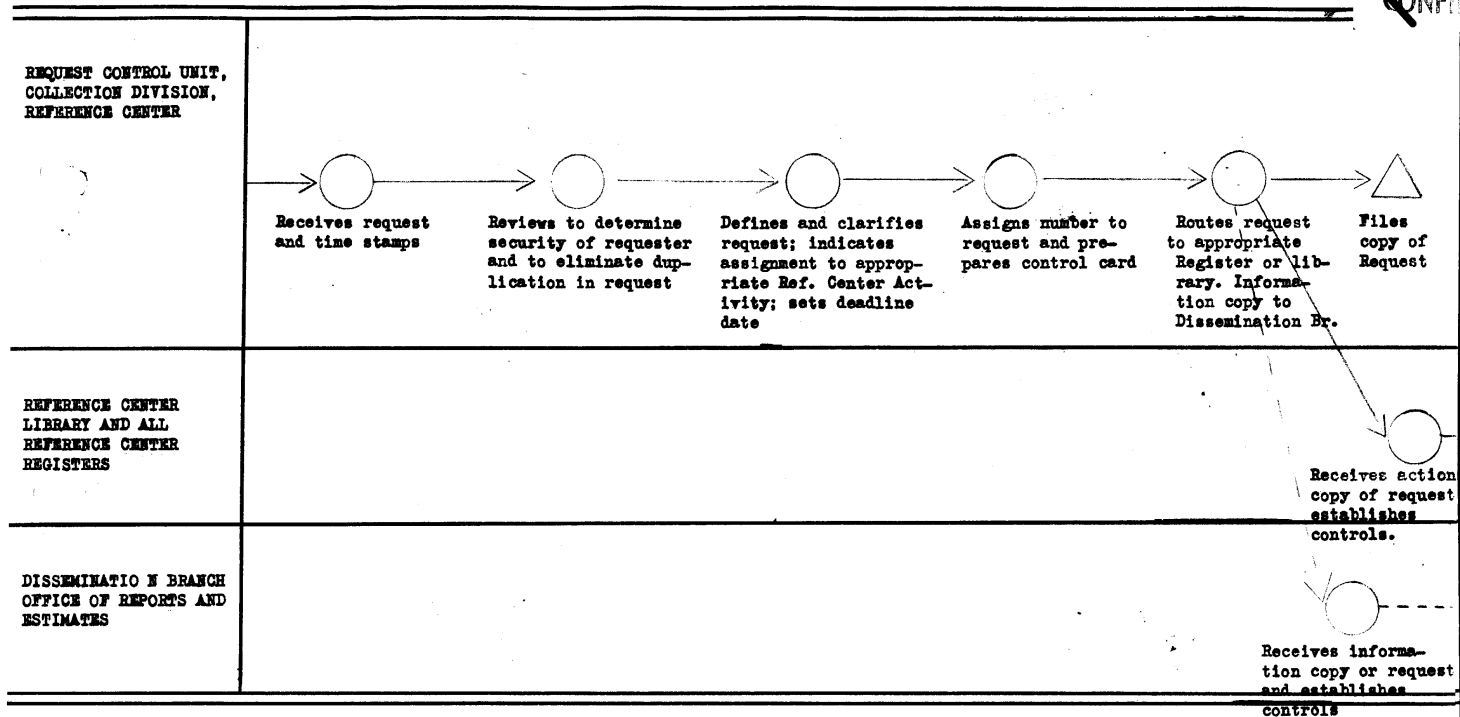 REQUEST CONTROL UNIT,
COLLECTION DIVISION,
REFERENCE CENTER
Receives request
and time stamps
Reviews to determine
security of requester
and to eliminate dup-
lication in request
Defines and clarifies
request; indicates
assignment to approp-
riate Ref. Center Act-
ivity; sets deadline
date
Assigns number to
request and pre-
pares control card
Routes request
to appropriate
Register or lib-
rary. Informa-
tion copy to
Dissemination Br.
Files
copy of
Request
REFERENCE CENTER
LIBRARY AND ALL
REFERENCE CENTER
REGISTERS
Receives action
copy of request
establishes
controls.
DISSEMINATIO N BRANCH
OFFICE OF REPORTS AND
ESTIMATES
Receives informa-
tion copy or request
and establishes
controls